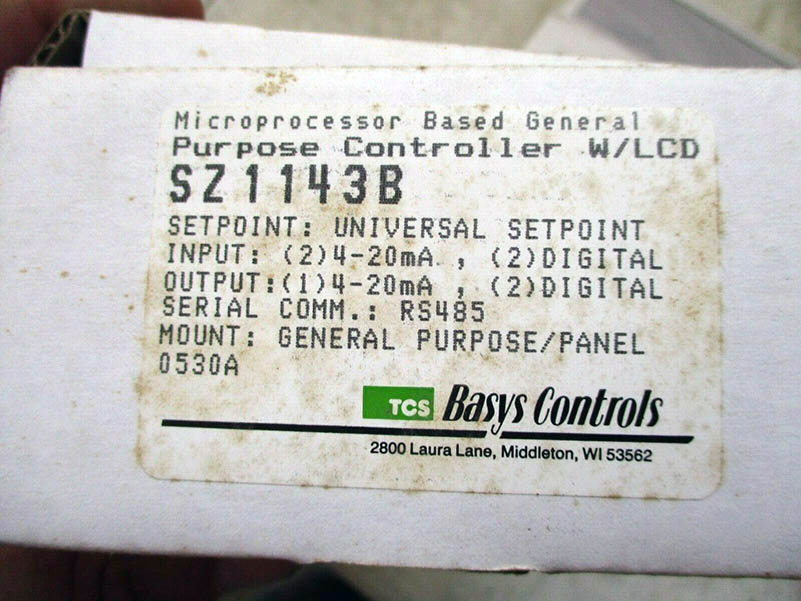 Microprocessor Based General
Purpose Controller W/LCD
SZ1143B
SETPOINT: UNIVERSAL SETPOINT
INPUT: (2)4-20mA , (2)DIGITAL
OUTPUT:(1)4-20mA , (2)DIGITAL
SERIAL COMM.: RS485
MOUNT: GENERAL PURPOSE/PANEL
0530A
TCS Basys Controls
2800 Laura Lane, Middleton, WI 53562